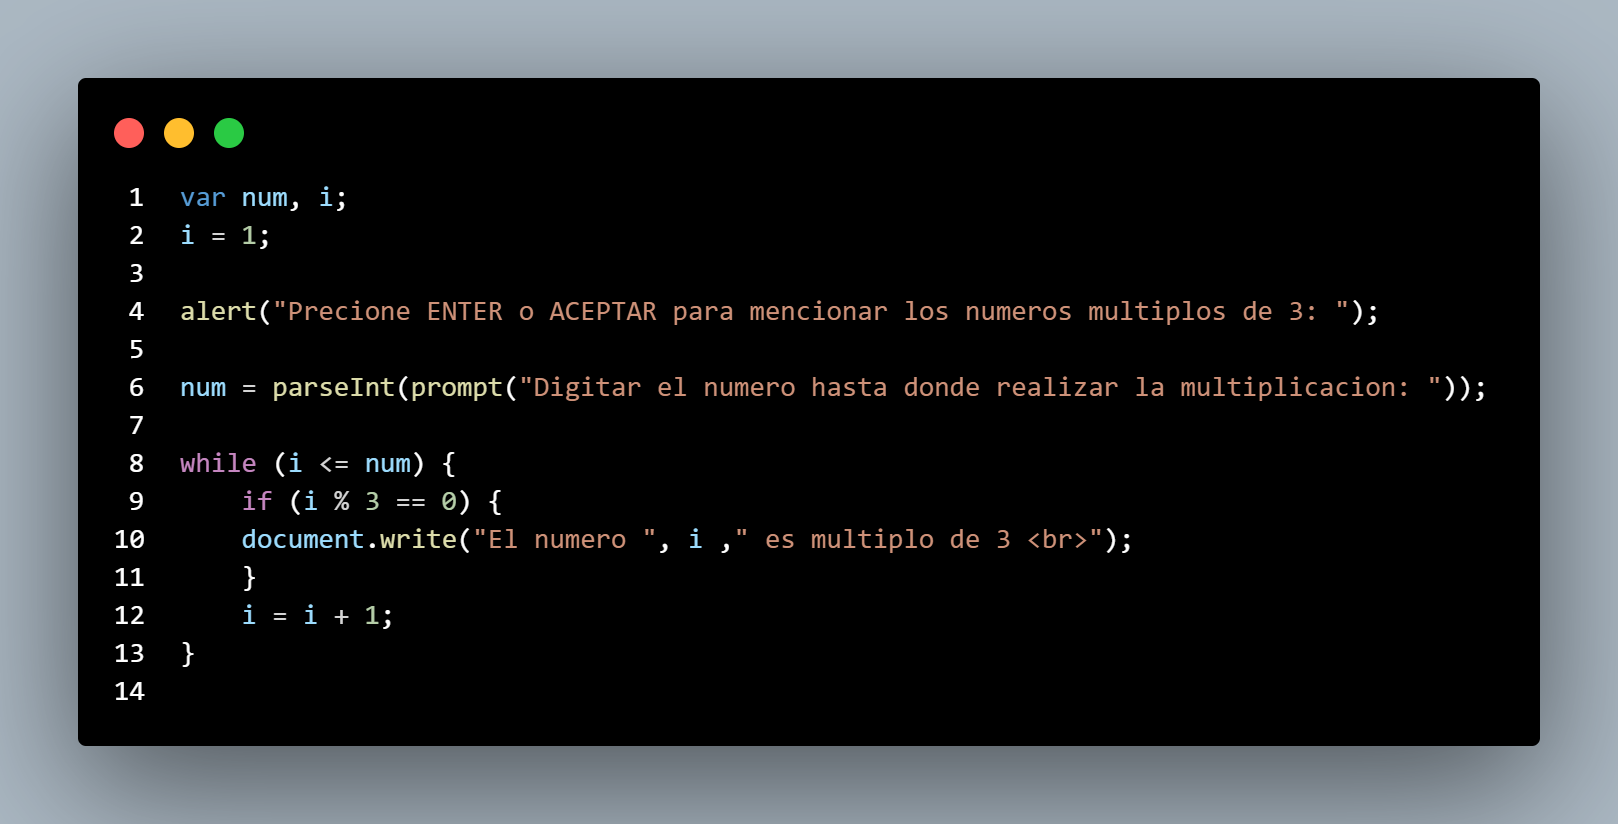 1 var num, i;
2 i = 1;
3
4 alert("Precione ENTER o ACEPTAR para mencionar los numeros multiplos de 3: ");
5
6 num = parseInt(prompt("Digitar el numero hasta donde realizar la multiplicacion: "));
7
8 while (i <= num) {
9     if (i % 3 == 0) {
10     document.write("El numero ", i ," es multiplo de 3 <br>");
11     }
12     i = i + 1;
13 }
14